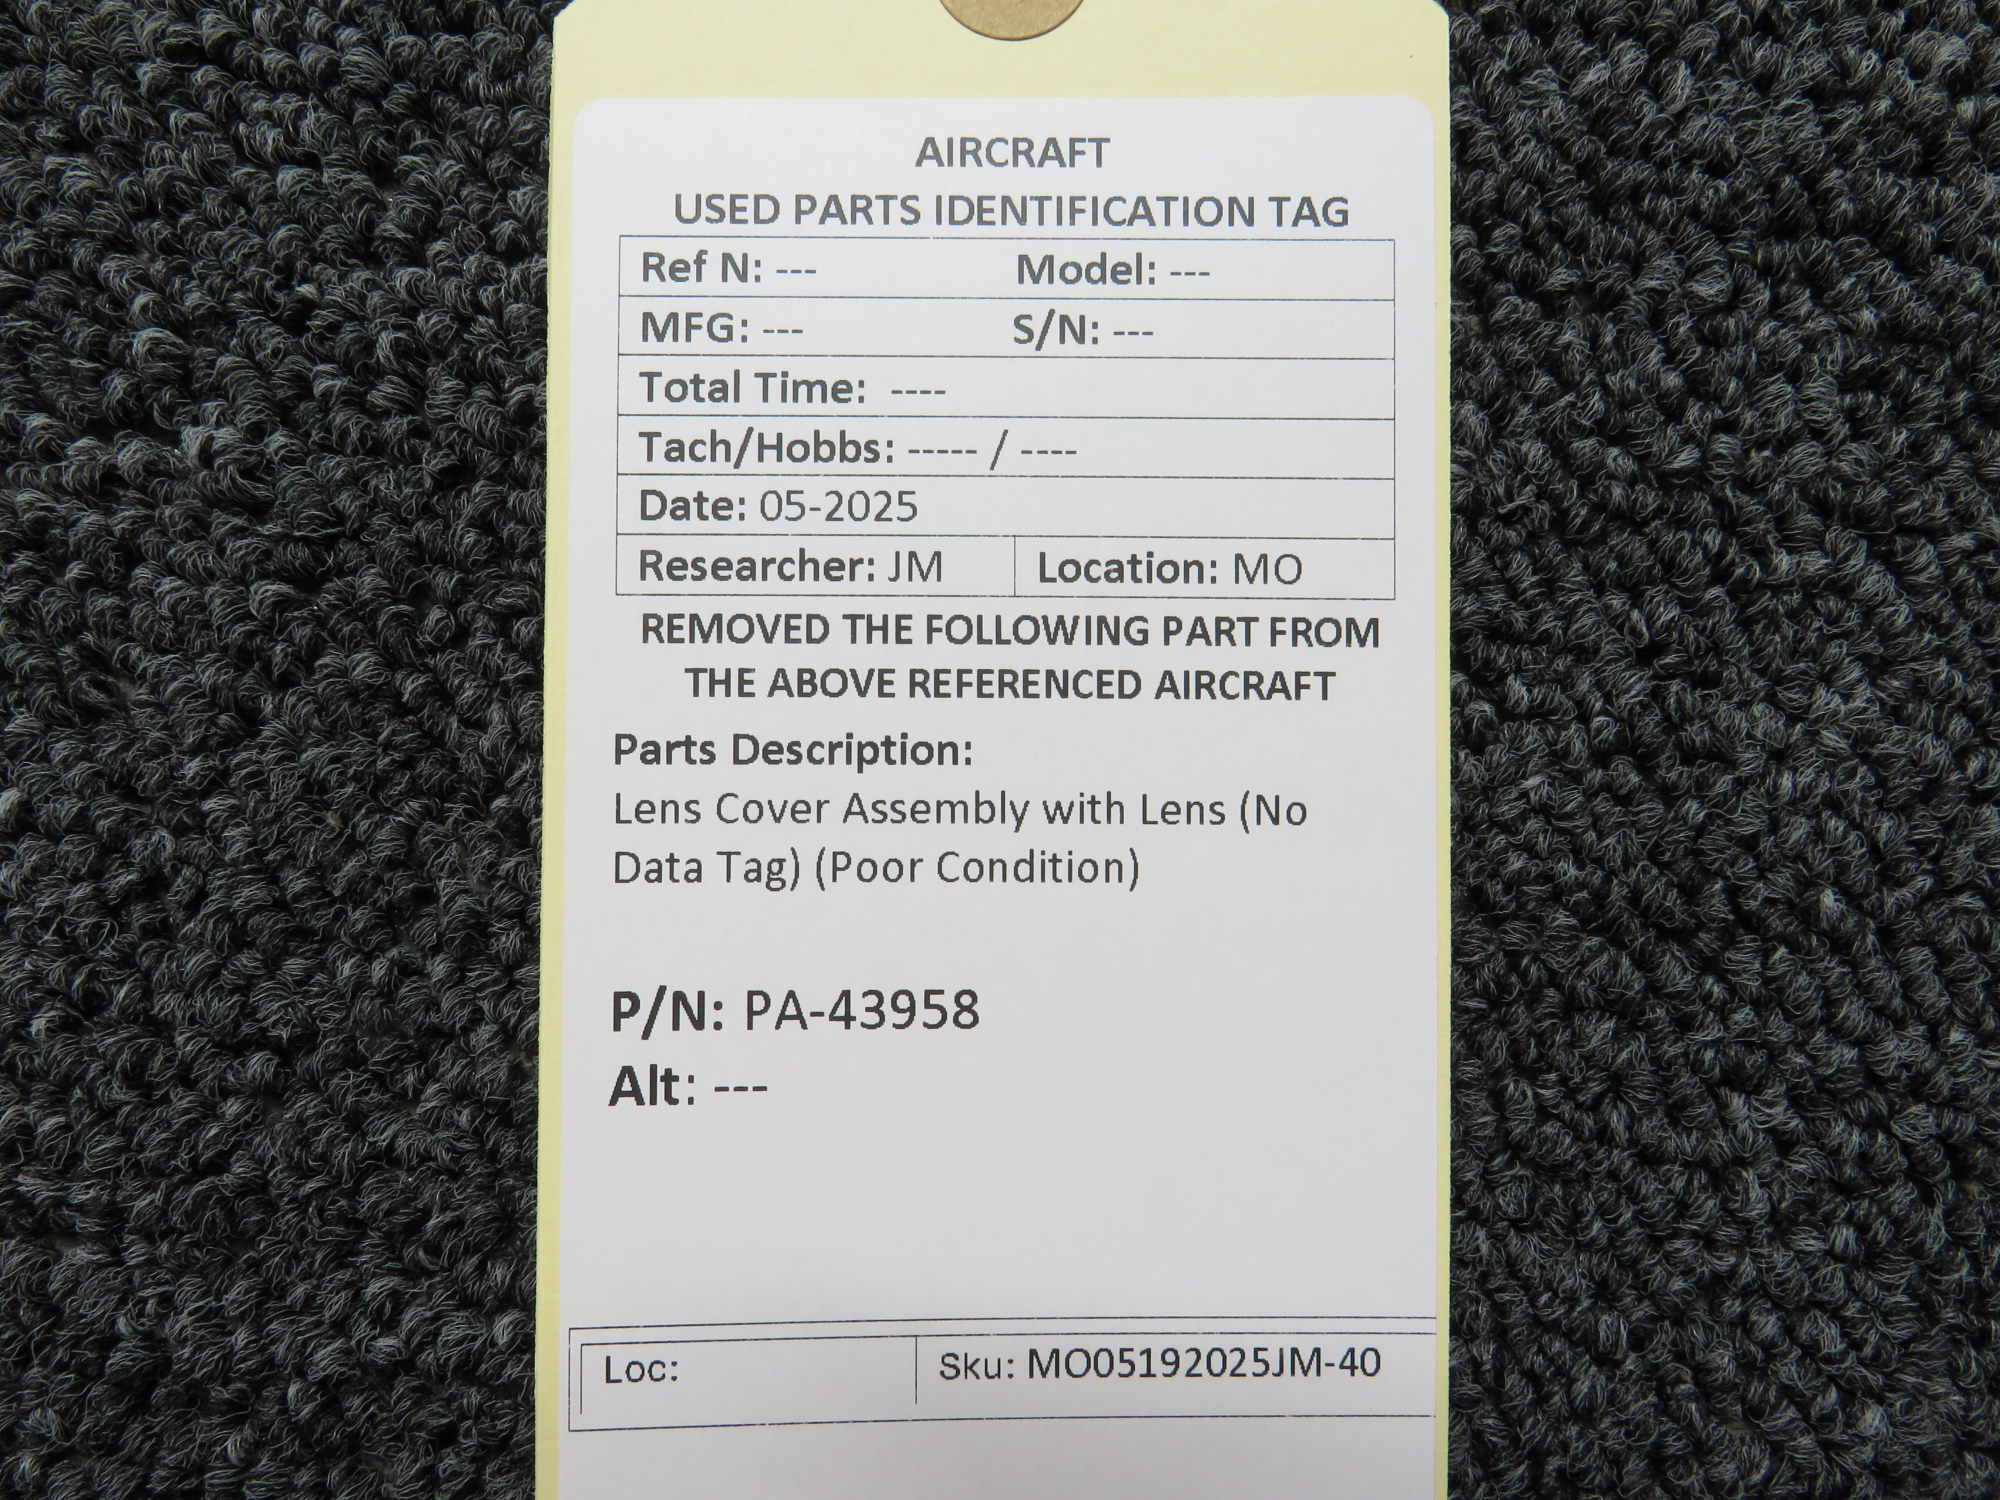 AIRCRAFT
USED PARTS IDENTIFICATION TAG
Ref N: --- Model: ---
MFG: --- S/N: ---
Total Time: ----
Tach/Hobbs: ----- / ----
Date: 05-2025
Researcher: JM Location: MO
REMOVED THE FOLLOWING PART FROM
THE ABOVE REFERENCED AIRCRAFT
Parts Description:
Lens Cover Assembly with Lens (No
Data Tag) (Poor Condition)
P/N: PA-43958
Alt: ---
Loc: Sku: MO05192025JM-40